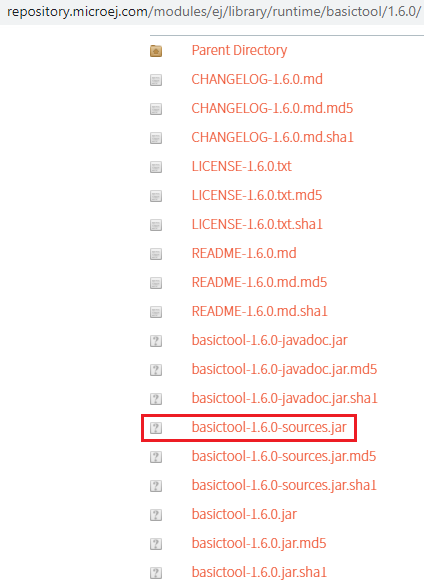 repository.microej.com/modules/ej/library/runtime/basictool/1.6.0/
Parent Directory
CHANGELOG-1.6.0.md
CHANGELOG-1.6.0.md.md5
CHANGELOG-1.6.0.md.sha1
LICENSE-1.6.0.txt
LICENSE-1.6.0.txt.md5
LICENSE-1.6.0.txt.sha1
README-1.6.0.md
README-1.6.0.md.md5
README-1.6.0.md.sha1
basictool-1.6.0-javadoc.jar
basictool-1.6.0-javadoc.jar.md5
basictool-1.6.0-javadoc.jar.sha1
basictool-1.6.0-sources.jar
basictool-1.6.0-sources.jar.md5
basictool-1.6.0-sources.jar.sha1
basictool-1.6.0.jar
basictool-1.6.0.jar.md5
basictool-1.6.0.jar.sha1